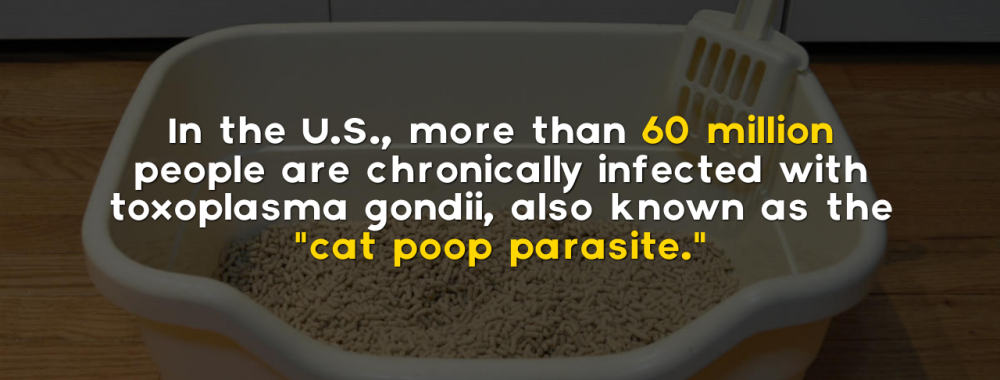 In the U.S., more than 60 million
people are chronically infected with
toxoplasma gondii, also known as the
"cat poop parasite."